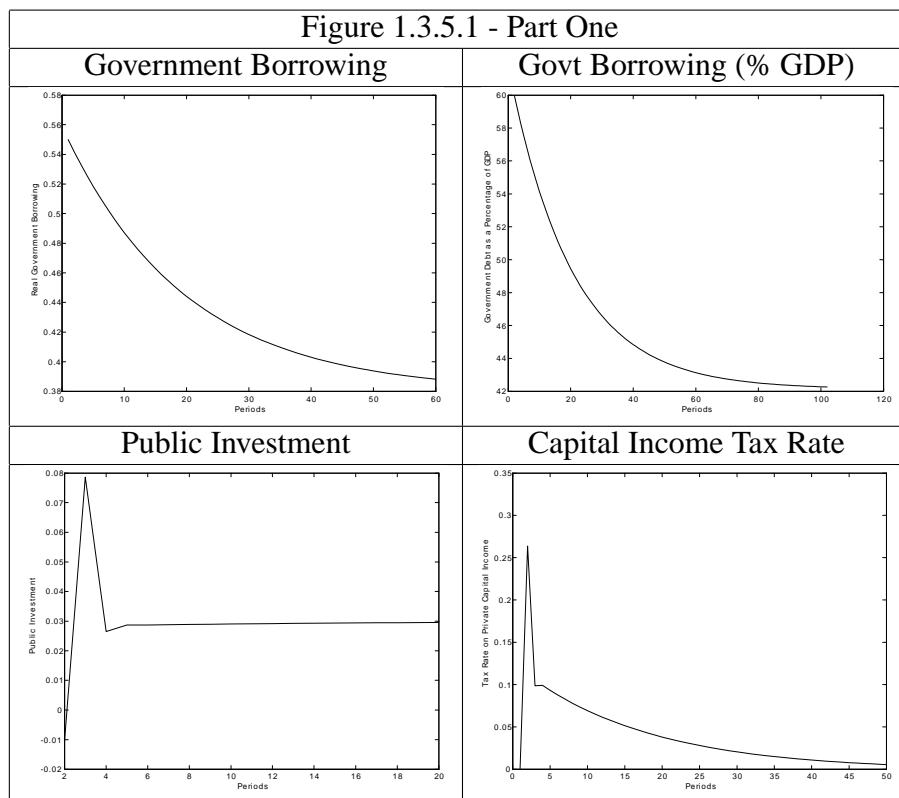 Figure 1.3.5.1 - Part One
Government Borrowing
Govt Borrowing (% GDP)
0.58
0.56
0.54
0.52
0.5
0.48
0.46
0.44
0.42
0.4
0.38
Real Government Borrowing
0 10 20 30 40 50 60
Periods
60
58
56
54
52
50
48
46
44
42
Government Debt as a Percentage of GDP
0 20 40 60 80 100 120
Periods
Public Investment
Capital Income Tax Rate
0.08
0.07
0.06
0.05
0.04
0.03
0.02
0.01
0
-0.01
-0.02
Public Investment
2 4 6 8 10 12 14 16 18 20
Periods
0.35
0.3
0.25
0.2
0.15
0.1
0.05
0
Tax Rate on Private Capital Income
0 5 10 15 20 25 30 35 40 45 50
Periods